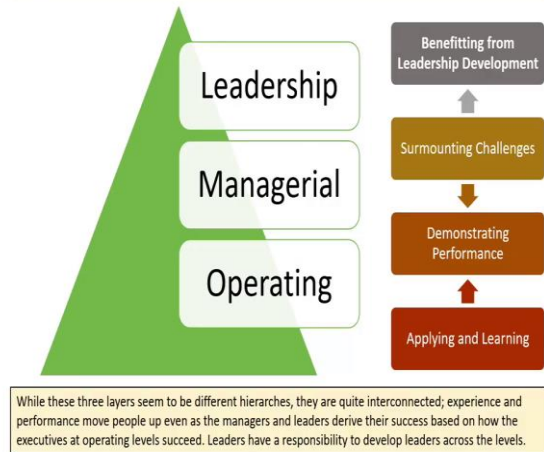 Leadership
Managerial
Operating
Benefitting from
Leadership Development
Surmounting Challenges
Demonstrating
Performance
Applying and Learning
While these three layers seem to be different hierarchies, they are quite interconnected; experience and
performance move people up even as the managers and leaders derive their success based on how the
executives at operating levels succeed. Leaders have a responsibility to develop leaders across the levels.